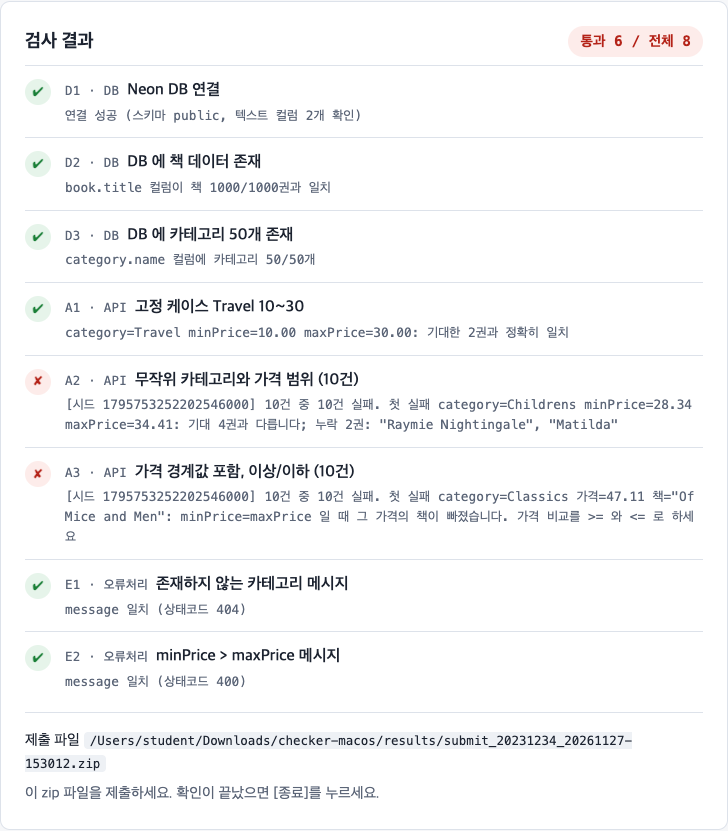 검사 결과
통과 6 / 전체 8
✔ D1 · DB Neon DB 연결
연결 성공 (스키마 public, 텍스트 컬럼 2개 확인)
✔ D2 · DB DB 에 책 데이터 존재
book.title 컬럼이 책 1000/1000권과 일치
✔ D3 · DB DB 에 카테고리 50개 존재
category.name 컬럼에 카테고리 50/50개
✔ A1 · API 고정 케이스 Travel 10~30
category=Travel minPrice=10.00 maxPrice=30.00: 기대한 2권과 정확히 일치
✘ A2 · API 무작위 카테고리와 가격 범위 (10건)
[시드 1795753252202546000] 10건 중 10건 실패. 첫 실패 category=Childrens minPrice=28.34
maxPrice=34.41: 기대 4권과 다릅니다; 누락 2권: "Raymie Nightingale", "Matilda"
✘ A3 · API 가격 경계값 포함, 이상/이하 (10건)
[시드 1795753252202546000] 10건 중 10건 실패. 첫 실패 category=Classics 가격=47.11 책="Of
Mice and Men": minPrice=maxPrice 일 때 그 가격의 책이 빠졌습니다. 가격 비교를 >= 와 <= 로 하세
요
✔ E1 · 오류처리 존재하지 않는 카테고리 메시지
message 일치 (상태코드 404)
✔ E2 · 오류처리 minPrice > maxPrice 메시지
message 일치 (상태코드 400)
제출 파일 /Users/student/Downloads/checker-macos/results/submit_20231234_20261127-
153012.zip
이 zip 파일을 제출하세요. 확인이 끝났으면 [종료]를 누르세요.